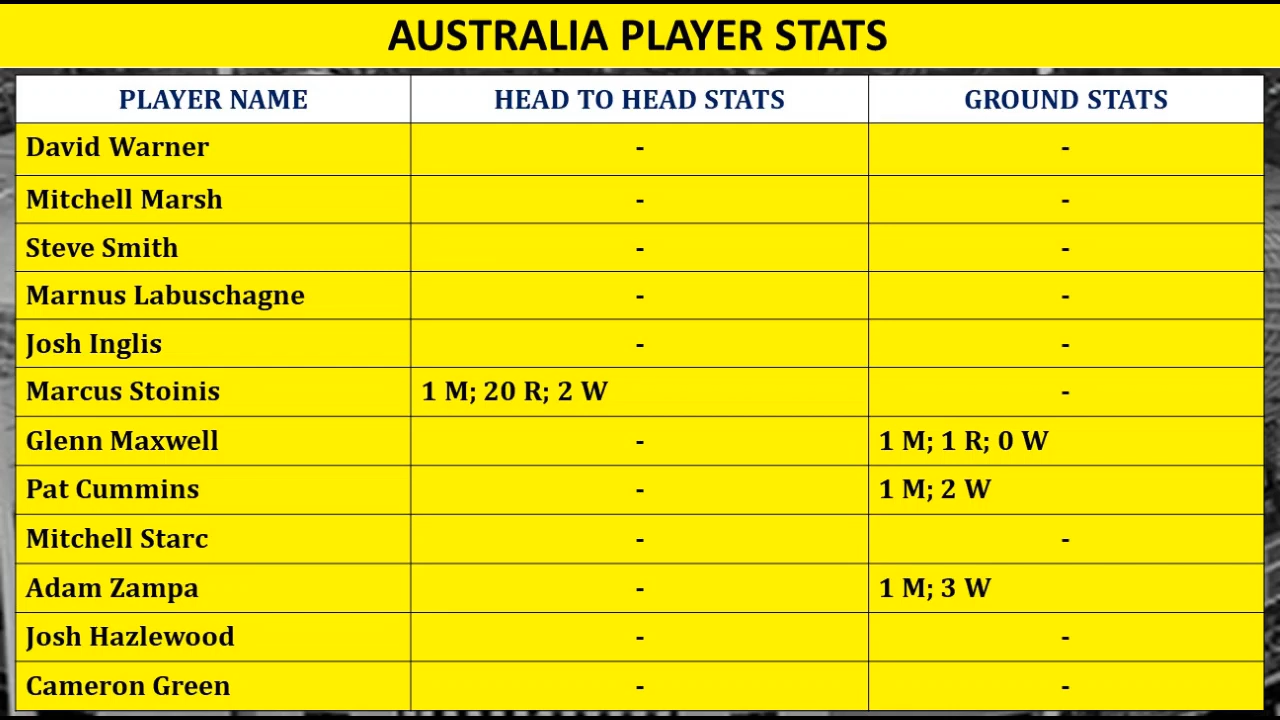 AUSTRALIA PLAYER STATS
PLAYER NAME HEAD TO HEAD STATS GROUND STATS
David Warner - -
Mitchell Marsh - -
Steve Smith - -
Marnus Labuschagne - -
Josh Inglis - -
Marcus Stoinis 1 M; 20 R; 2 W -
Glenn Maxwell - 1 M; 1 R; 0 W
Pat Cummins - 1 M; 2 W
Mitchell Starc - -
Adam Zampa - 1 M; 3 W
Josh Hazlewood - -
Cameron Green - -